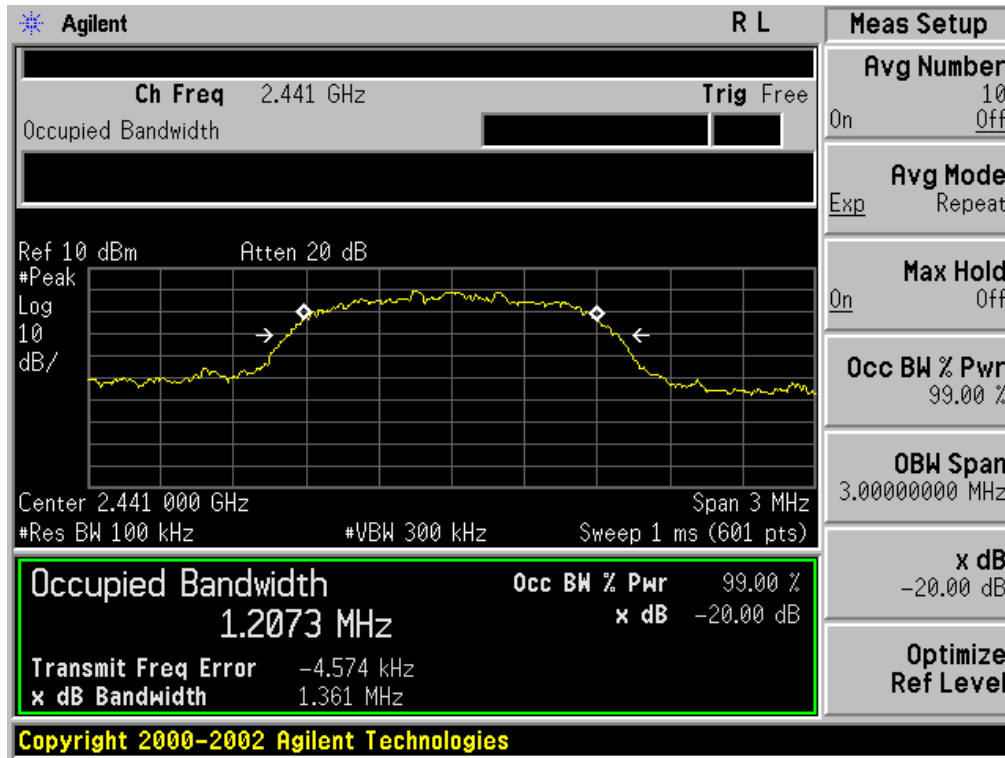 Agilent
R L
Ch Freq 2.441 GHz Trig Free
Occupied Bandwidth
Ref 10 dBm Atten 20 dB
#Peak
Log
10
dB/
Center 2.441 000 GHz Span 3 MHz
#Res BW 100 kHz #VBW 300 kHz Sweep 1 ms (601 pts)
Occupied Bandwidth
1.2073 MHz
Occ BW % Pwr 99.00 %
x dB -20.00 dB
Transmit Freq Error -4.574 kHz
x dB Bandwidth 1.361 MHz
Meas Setup
Avg Number
10
On Off
Avg Mode
Exp Repeat
Max Hold
On Off
Occ BW % Pwr
99.00 %
OBW Span
3.00000000 MHz
x dB
-20.00 dB
Optimize
Ref Level
Copyright 2000-2002 Agilent Technologies